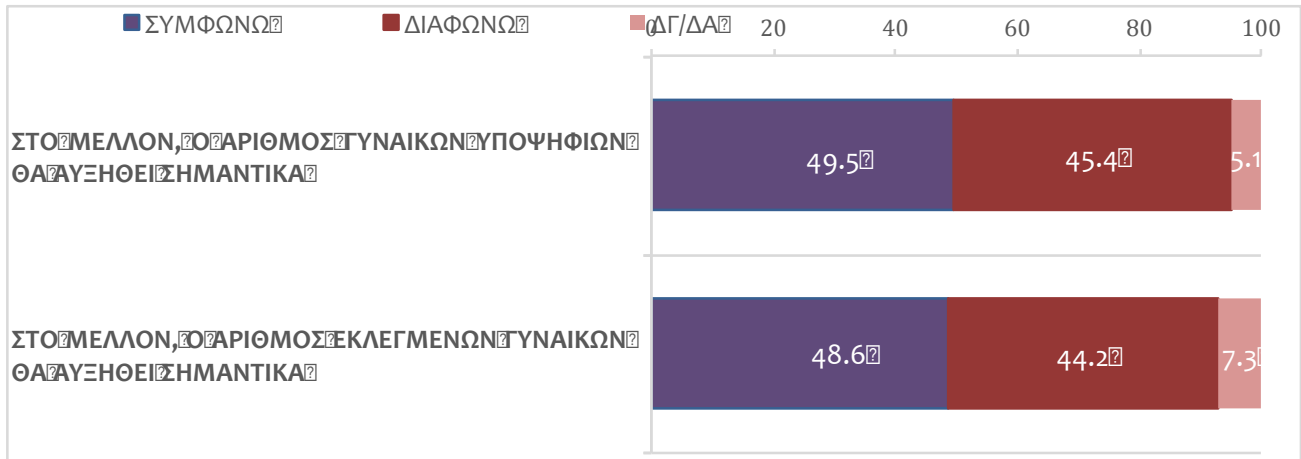 ΣΥΜΦΩΝΩ ΔΙΑΦΩΝΩ ΔΓ/ΔΑ
0 20 40 60 80 100
ΣΤΟ ΜΕΛΛΟΝ, Ο ΑΡΙΘΜΟΣ ΓΥΝΑΙΚΩΝ ΥΠΟΨΗΦΙΩΝ
ΘΑ ΑΥΞΗΘΕΙ ΣΗΜΑΝΤΙΚΑ
49.5 45.4 5.1
ΣΤΟ ΜΕΛΛΟΝ, Ο ΑΡΙΘΜΟΣ ΕΚΛΕΓΜΕΝΩΝ ΓΥΝΑΙΚΩΝ
ΘΑ ΑΥΞΗΘΕΙ ΣΗΜΑΝΤΙΚΑ
48.6 44.2 7.3